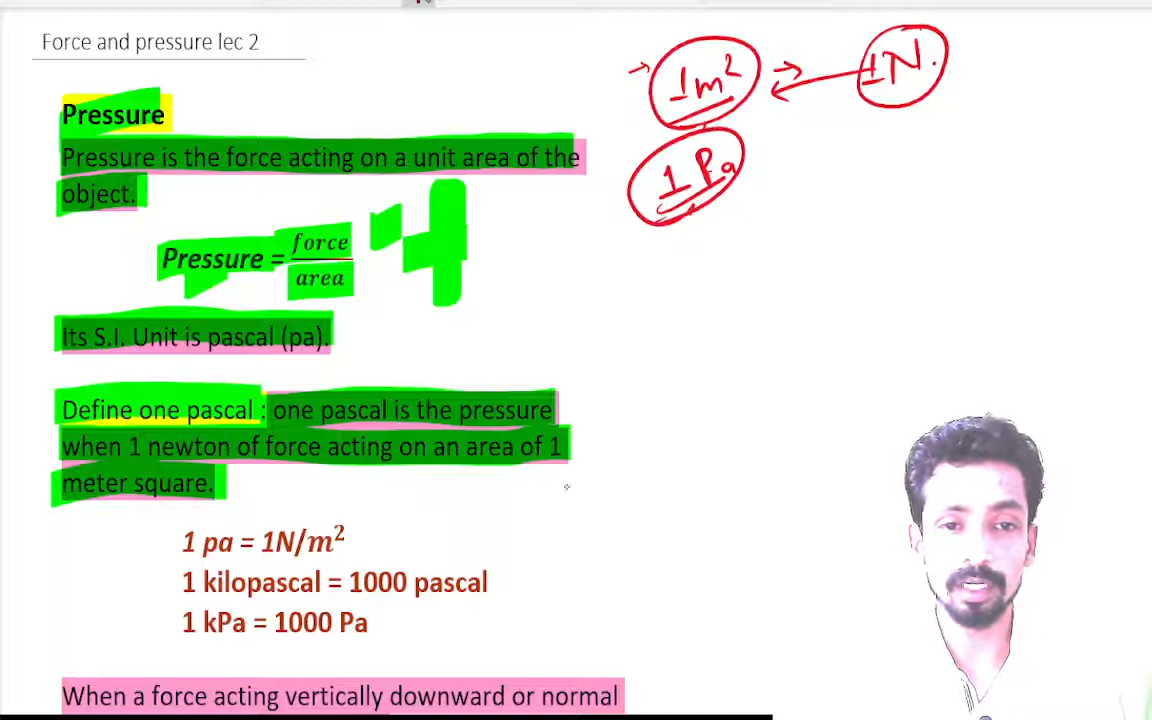 Force and pressure lec 2
1m²
1N.
1 Pa
Pressure
Pressure is the force acting on a unit area of the
object.
Pressure = force/area
Its S.I. Unit is pascal (pa).
Define one pascal : one pascal is the pressure
when 1 newton of force acting on an area of 1
meter square.
1 pa = 1N/m²
1 kilopascal = 1000 pascal
1 kPa = 1000 Pa
When a force acting vertically downward or normal